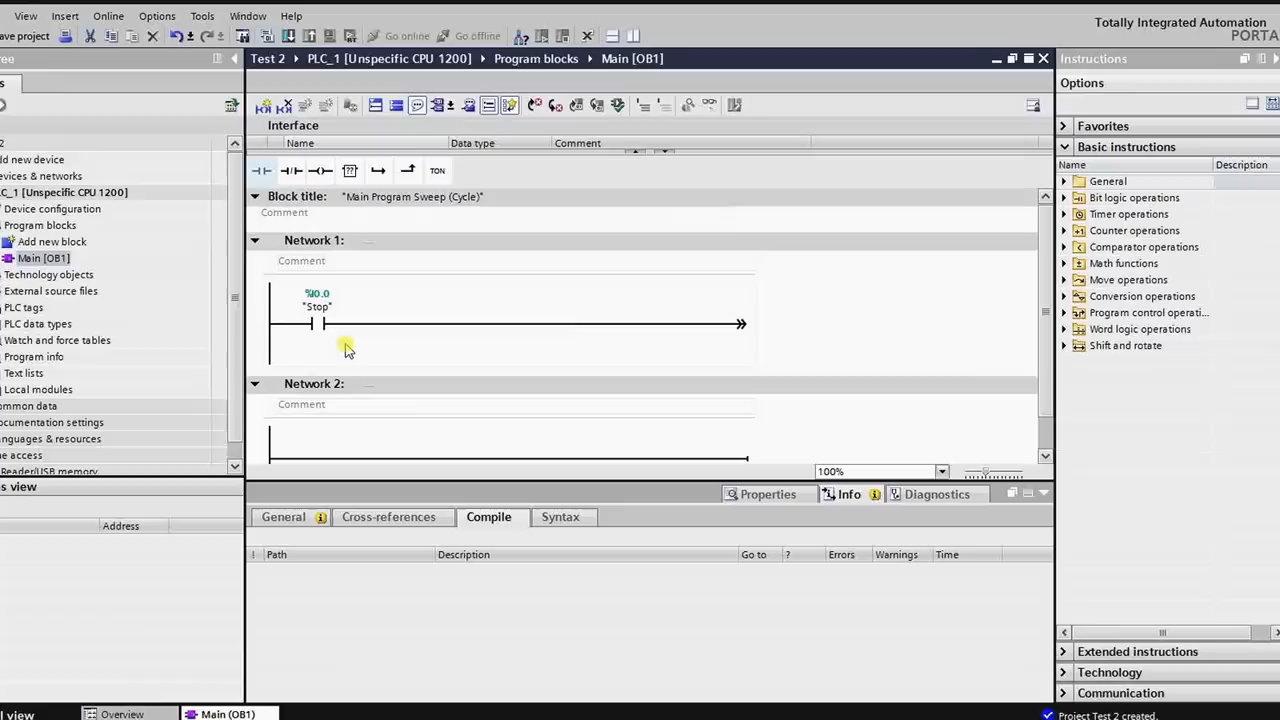 View Insert Online Options Tools Window Help
Totally Integrated Automation
PORTA
ave project Go online Go offline
ree
Test 2 PLC_1 [Unspecific CPU 1200] Program blocks Main [OB1]
Instructions
s
Options
Interface
Name Data type Comment
Favorites
Basic instructions
Name Description
General
Bit logic operations
Timer operations
Counter operations
Comparator operations
Math functions
Move operations
Conversion operations
Program control operati...
Word logic operations
Shift and rotate
2
dd new device
evices & networks
LC_1 [Unspecific CPU 1200]
Device configuration
Program blocks
Add new block
Main [OB1]
Technology objects
External source files
PLC tags
PLC data types
Watch and force tables
Program info
Text lists
Local modules
ommon data
ocumentation settings
anguages & resources
ne access
Reader/USB memory
?? TON
Block title: "Main Program Sweep (Cycle)"
Comment
Network 1: ......
Comment
%I0.0
"Stop"
Network 2: ......
Comment
100%
Properties Info Diagnostics
General Cross-references Compile Syntax
! Path Description Go to ? Errors Warnings Time
s view
Address
Extended instructions
Technology
Communication
l view Overview Main (OB1)
Project Test 2 created.